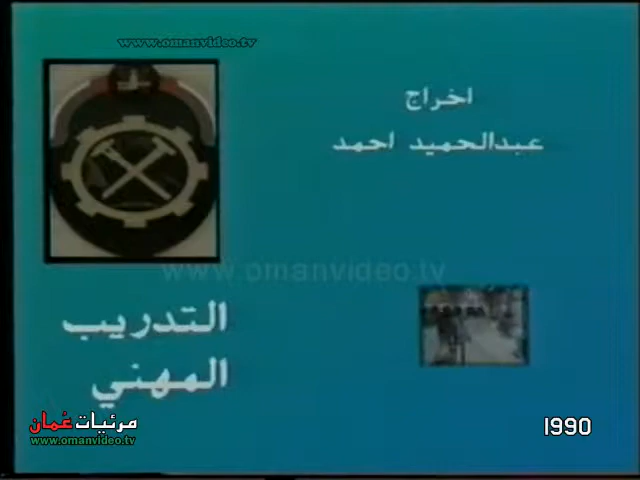 www.omanvideo.tv
اخراج
عبدالحميد احمد
www.omanvideo.tv
التدريب
المهني
مرئيات عُمان
www.omanvideo.tv
1990